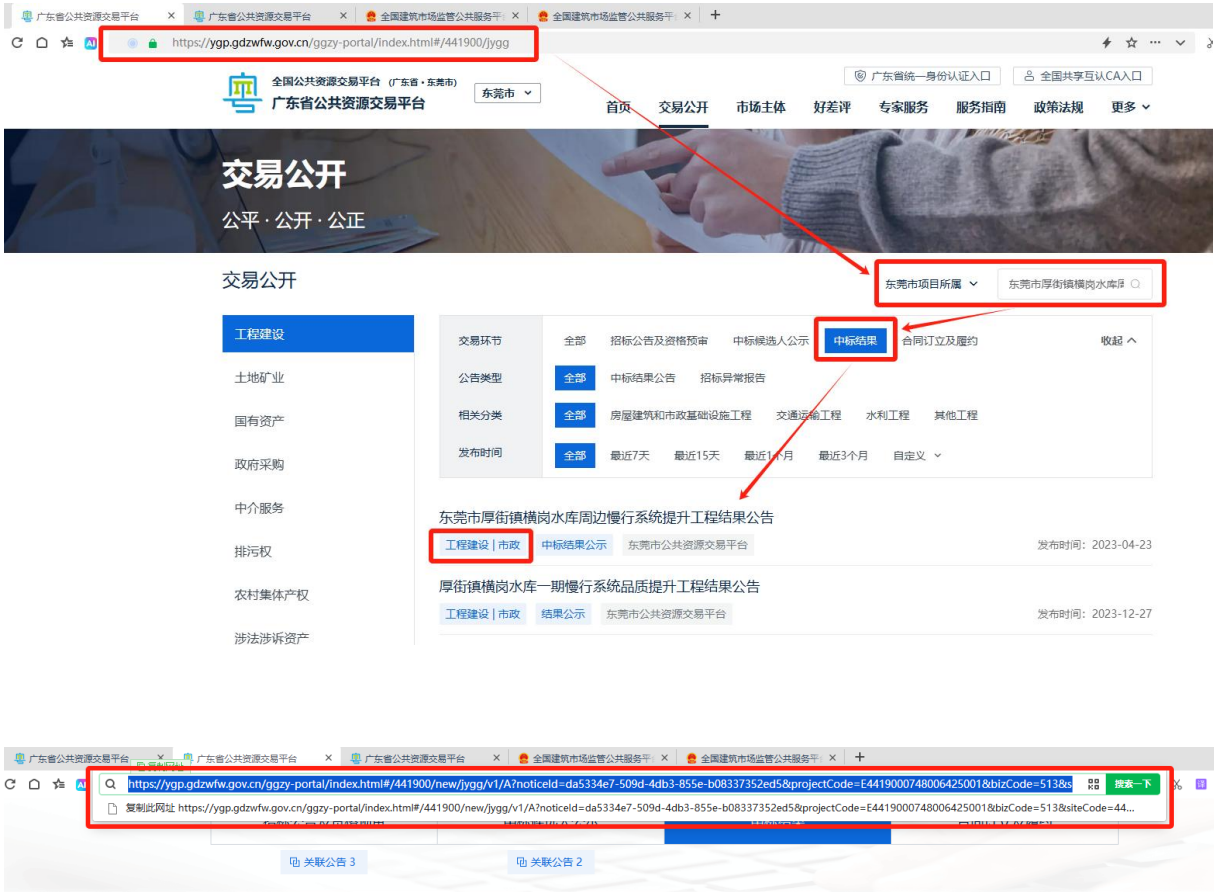 广东省公共资源交易平台 × 广东省公共资源交易平台 × 全国建筑市场监管公共服务平 × 全国建筑市场监管公共服务平 × +
https://ygp.gdzwfw.gov.cn/ggzy-portal/index.html#/441900/jygg
广东省统一身份认证入口 全国共享互认CA入口
全国公共资源交易平台 (广东省·东莞市)
广东省公共资源交易平台
东莞市
首页 交易公开 市场主体 好差评 专家服务 服务指南 政策法规 更多
交易公开
公平 · 公开 · 公正
交易公开
东莞市项目所属 东莞市厚街镇横岗水库
工程建设
土地矿业
国有资产
政府采购
中介服务
排污权
农村集体产权
涉法涉诉资产
交易环节 全部 招标公告及资格预审 中标候选人公示 中标结果 合同订立及履约 收起
公告类型 全部 中标结果公告 招标异常报告
相关分类 全部 房屋建筑和市政基础设施工程 交通运输工程 水利工程 其他工程
发布时间 全部 最近7天 最近15天 最近1个月 最近3个月 自定义
东莞市厚街镇横岗水库周边慢行系统提升工程结果公告
工程建设 | 市政 中标结果公示 东莞市公共资源交易平台 发布时间：2023-04-23
厚街镇横岗水库一期慢行系统品质提升工程结果公告
工程建设 | 市政 结果公示 东莞市公共资源交易平台 发布时间：2023-12-27
广东省公共资源交易平台 × 广东省公共资源交易平台 × 广东省公共资源交易平台 × 全国建筑市场监管公共服务平 × 全国建筑市场监管公共服务平 × +
https://ygp.gdzwfw.gov.cn/ggzy-portal/index.html#/441900/new/jygg/v1/A?noticeId=da5334e7-509d-4db3-855e-b08337352ed5&projectCode=E4419000748006425001&bizCode=513&s 搜索一下
复制此网址 https://ygp.gdzwfw.gov.cn/ggzy-portal/index.html#/441900/new/jygg/v1/A?noticeId=da5334e7-509d-4db3-855e-b08337352ed5&projectCode=E4419000748006425001&bizCode=513&siteCode=44...
关联公告 3 关联公告 2